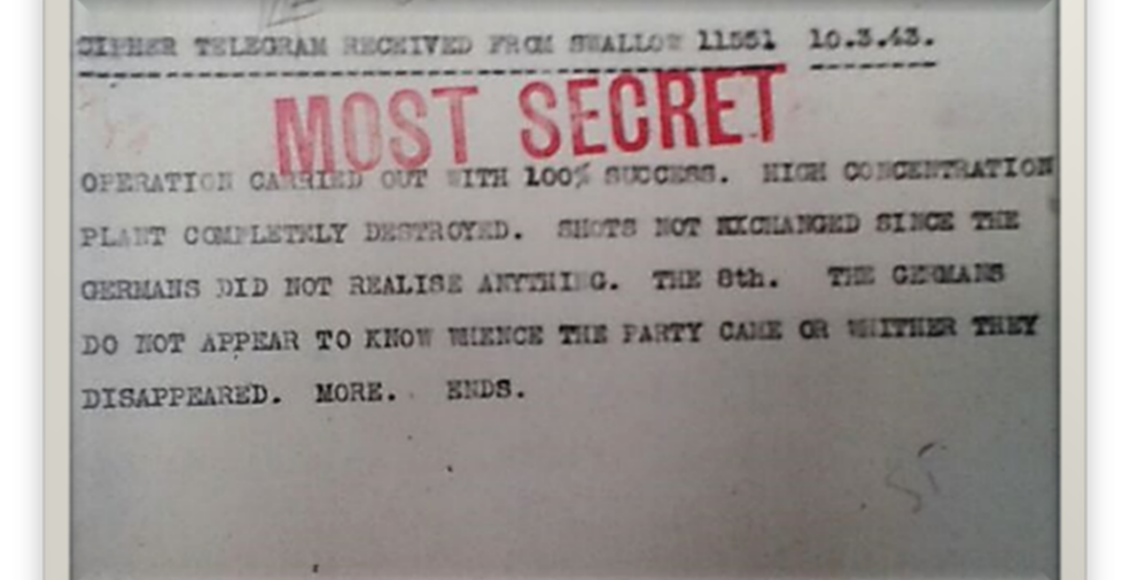 CIPHER TELEGRAM RECEIVED FROM SWALLOW 11551 10.3.43.
MOST SECRET
OPERATION CARRIED OUT WITH 100% SUCCESS. HIGH CONCENTRATION
PLANT COMPLETELY DESTROYED. SHOTS NOT EXCHANGED SINCE THE
GERMANS DID NOT REALISE ANYTHING. THE 8th. THE GERMANS
DO NOT APPEAR TO KNOW WHENCE THE PARTY CAME OR WHITHER THEY
DISAPPEARED. MORE. ENDS.